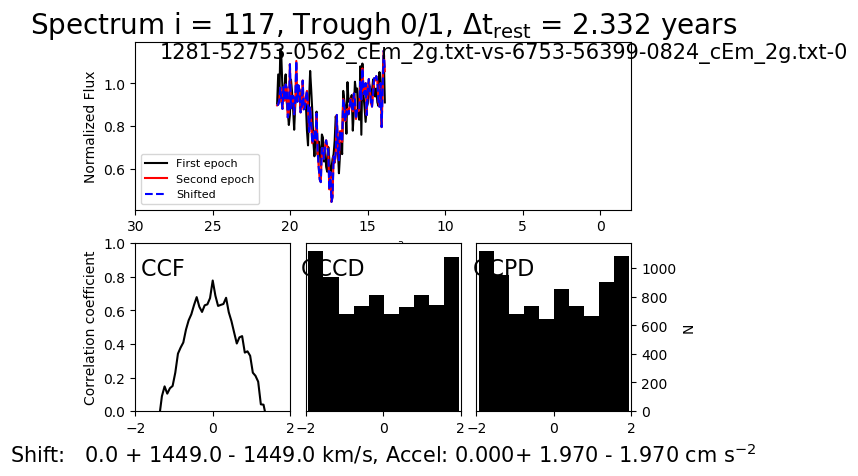 Spectrum i = 117, Trough 0/1, Δt_rest = 2.332 years
1281-52753-0562_cEm_2g.txt-vs-6753-56399-0824_cEm_2g.txt-0
Normalized Flux
1.0
0.8
0.6
First epoch
Second epoch
Shifted
30 25 20 15 10 5 0
Correlation coefficient
1.0
0.8
0.6
0.4
0.2
0.0
CCF
−2 0 2
CCCD
−2 0 2
CCPD
−2 0 2
1000
800
600
400
200
0
N
Shift: 0.0 + 1449.0 - 1449.0 km/s, Accel: 0.000+ 1.970 - 1.970 cm s⁻²